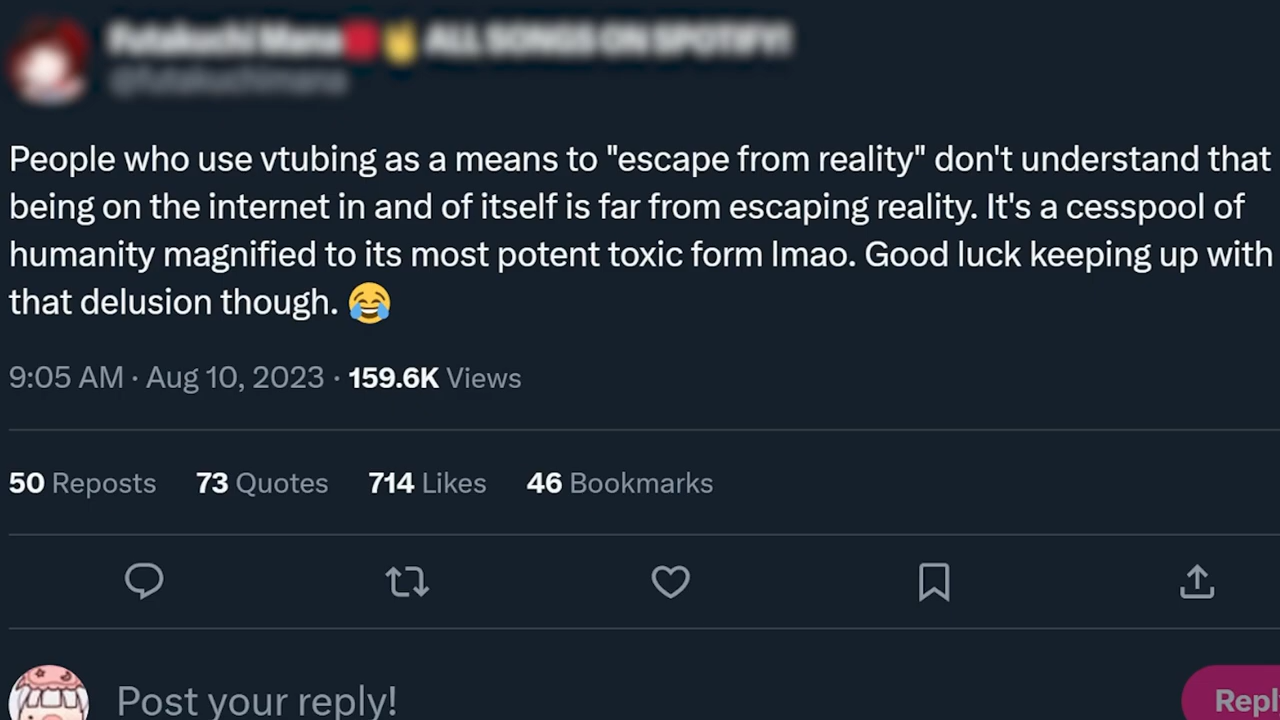 People who use vtubing as a means to "escape from reality" don't understand that
being on the internet in and of itself is far from escaping reality. It's a cesspool of
humanity magnified to its most potent toxic form lmao. Good luck keeping up with
that delusion though. 😂
9:05 AM · Aug 10, 2023 · 159.6K Views
50 Reposts 73 Quotes 714 Likes 46 Bookmarks
Post your reply!
Repl